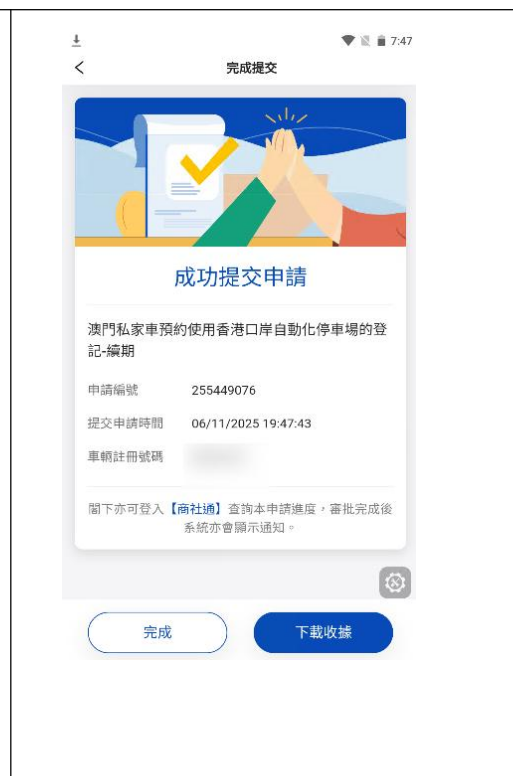 7:47
完成提交
成功提交申請
澳門私家車預約使用香港口岸自動化停車場的登
記-續期
申請編號 255449076
提交申請時間 06/11/2025 19:47:43
車輛註冊號碼
閣下亦可登入【商社通】查詢本申請進度，審批完成後
系統亦會顯示通知。
完成 下載收據